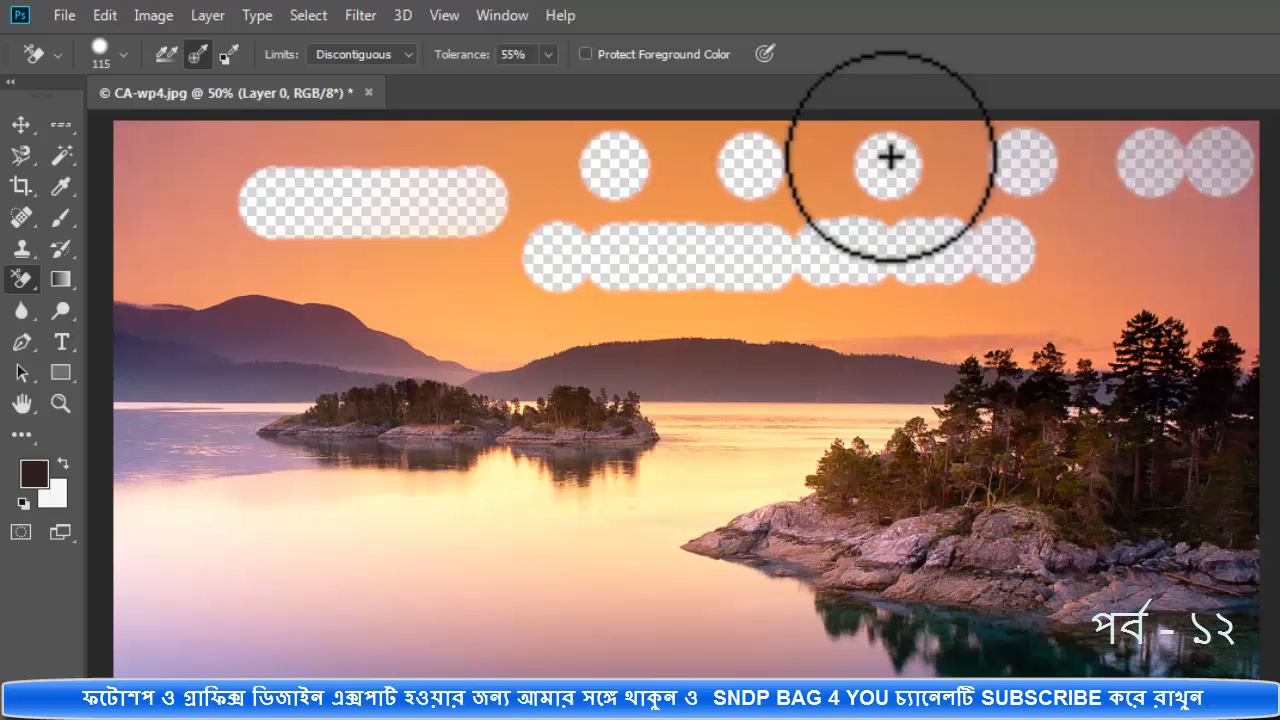 Ps File Edit Image Layer Type Select Filter 3D View Window Help
115 Limits: Discontiguous Tolerance: 55% Protect Foreground Color
© CA-wp4.jpg @ 50% (Layer 0, RGB/8*) *
পর্ব - ১২
ফটোশপ ও গ্রাফিক্স ডিজাইন এক্সপার্ট হওয়ার জন্য আমার সঙ্গে থাকুন ও SNDP BAG 4 YOU চ্যানেলটি SUBSCRIBE করে রাখুন